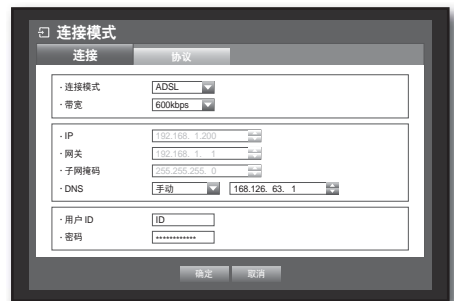 连接模式
连接 协议
· 连接模式 ADSL
· 带宽 600kbps
· IP 192.168. 1.200
· 网关 192.168. 1. 1
· 子网掩码 255.255.255. 0
· DNS 手动 168.126. 63. 1
· 用户 ID ID
· 密码 ************
确定 取消